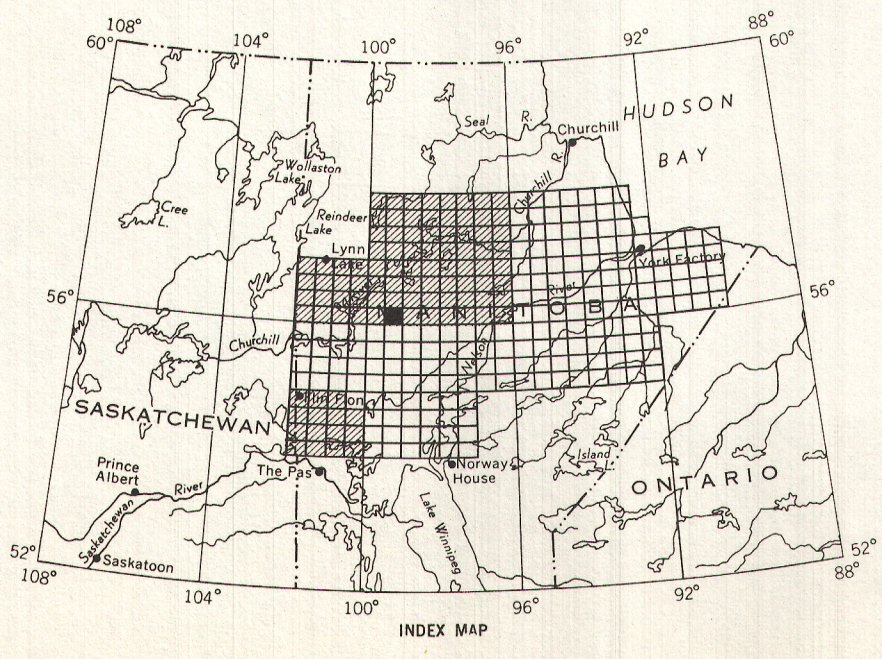 108°
60°
104°
100°
96°
92°
88°
60°
HUDSON
BAY
Seal R.
Churchill
Churchill R.
Wollaston
Lake
Cree
L.
Reindeer
Lake
Lynn
Lake
York Factory
River
56°
56°
MANITOBA
Churchill
Nelson
Flin Flon
SASKATCHEWAN
Prince
Albert
River
Saskatchewan
The Pas
Norway
House
Island
L.
ONTARIO
Lake Winnipeg
Saskatoon
52°
108°
104°
100°
96°
92°
52°
88°
INDEX MAP